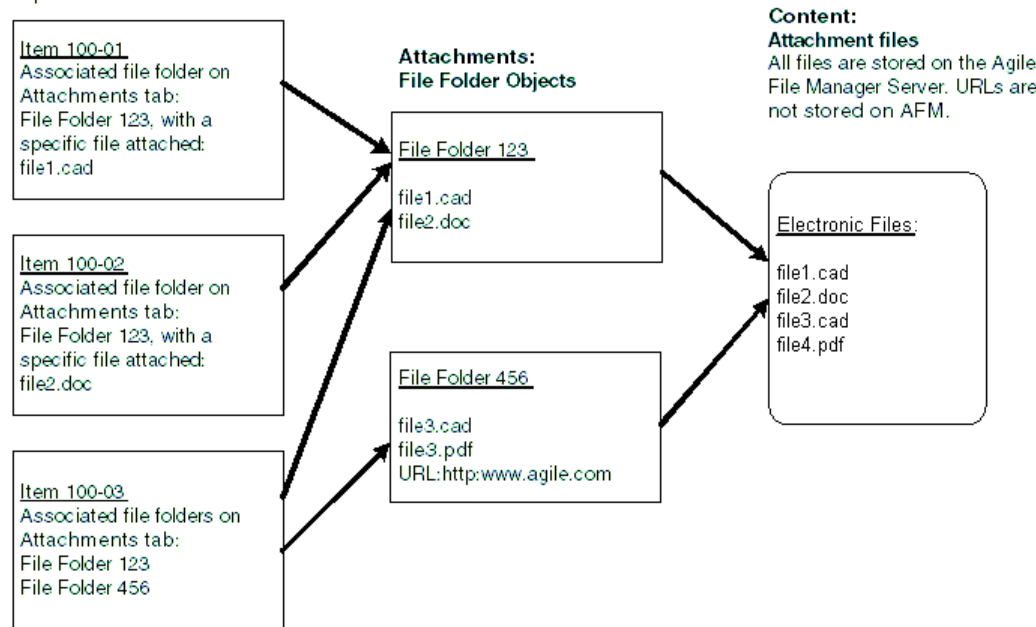 Item 100-01
Associated file folder on
Attachments tab:
File Folder 123, with a
specific file attached:
file1.cad
Item 100-02
Associated file folder on
Attachments tab:
File Folder 123, with a
specific file attached:
file2.doc
Item 100-03
Associated file folders on
Attachments tab:
File Folder 123
File Folder 456
Attachments:
File Folder Objects
File Folder 123
file1.cad
file2.doc
File Folder 456
file3.cad
file3.pdf
URL:http:www.agile.com
Content:
Attachment files
All files are stored on the Agile
File Manager Server. URLs are
not stored on AFM.
Electronic Files:
file1.cad
file2.doc
file3.cad
file4.pdf